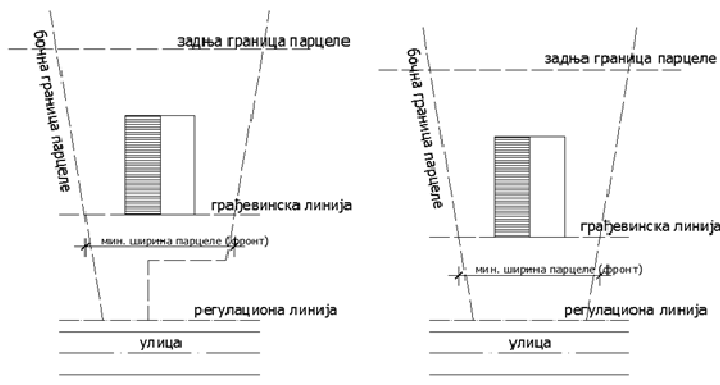 задња граница парцеле
бочна граница парцеле
грађевинска линија
мин. ширина парцеле (фронт)
регулациона линија
улица
задња граница парцеле
бочна граница парцеле
грађевинска линија
мин. ширина парцеле (фронт)
регулациона линија
улица